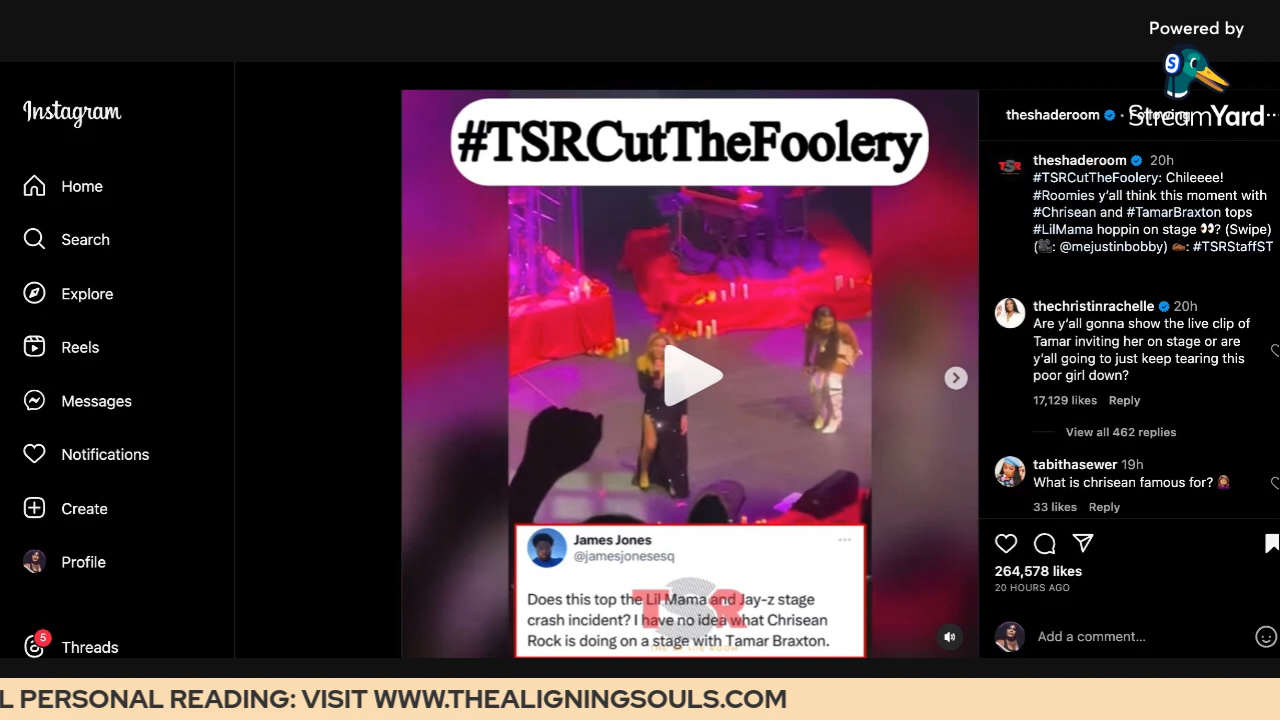 Powered by
StreamYard
Instagram
Home
Search
Explore
Reels
Messages
Notifications
Create
Profile
5
Threads
#TSRCutTheFoolery
James Jones
@jamesjonesesq
Does this top the Lil Mama and Jay-z stage
crash incident? I have no idea what Chrisean
Rock is doing on a stage with Tamar Braxton.
TSR
theshaderoom • Following
theshaderoom 20h
#TSRCutTheFoolery: Chileeee!
#Roomies y'all think this moment with
#Chrisean and #TamarBraxton tops
#LilMama hoppin on stage 👀? (Swipe)
(🎥: @mejustinbobby) ✍🏾: #TSRStaffST
thechristinrachelle 20h
Are y'all gonna show the live clip of
Tamar inviting her on stage or are
y'all going to just keep tearing this
poor girl down?
17,129 likes Reply
View all 462 replies
tabithasewer 19h
What is chrisean famous for? 🤷🏾‍♀️
33 likes Reply
264,578 likes
20 HOURS AGO
Add a comment...
L PERSONAL READING: VISIT WWW.THEALIGNINGSOULS.COM